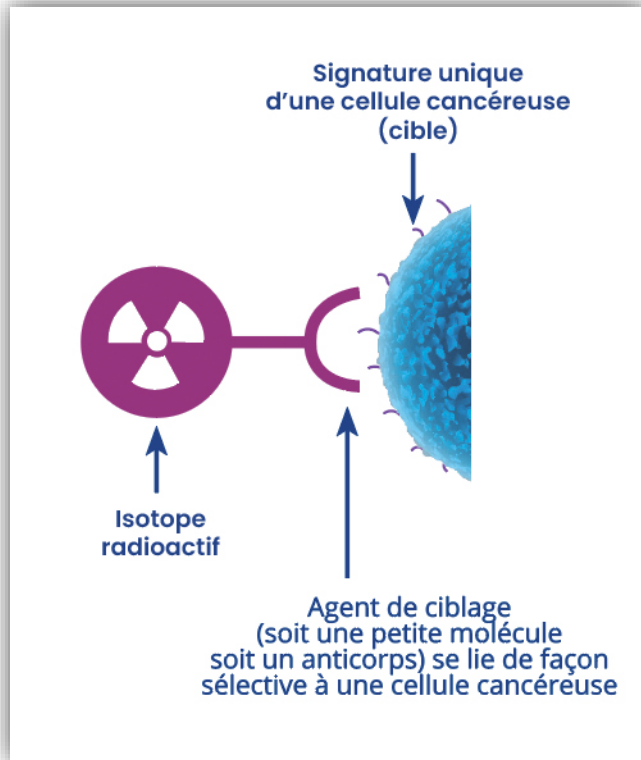 Signature unique
d'une cellule cancéreuse
(cible)
Isotope
radioactif
Agent de ciblage
(soit une petite molécule
soit un anticorps) se lie de façon
sélective à une cellule cancéreuse